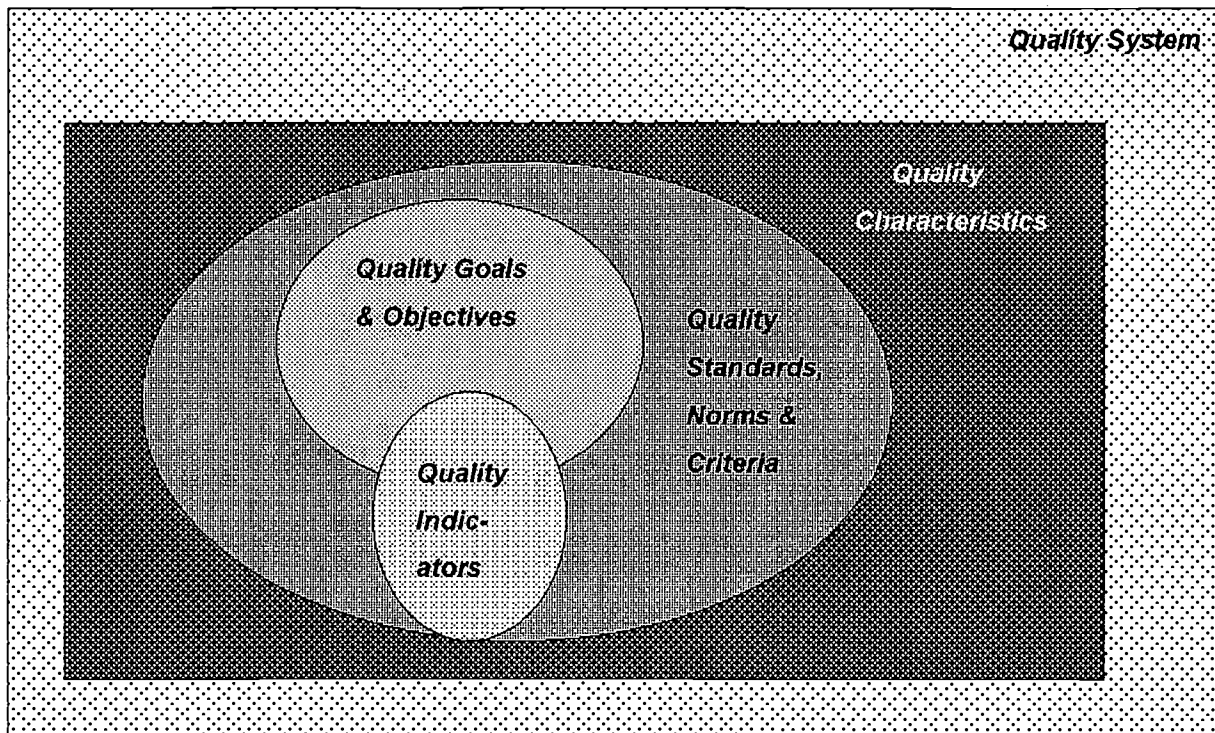 Quality System
Quality
Characteristics
Quality Goals
& Objectives
Quality
Standards,
Norms &
Criteria
Quality
Indic-
ators